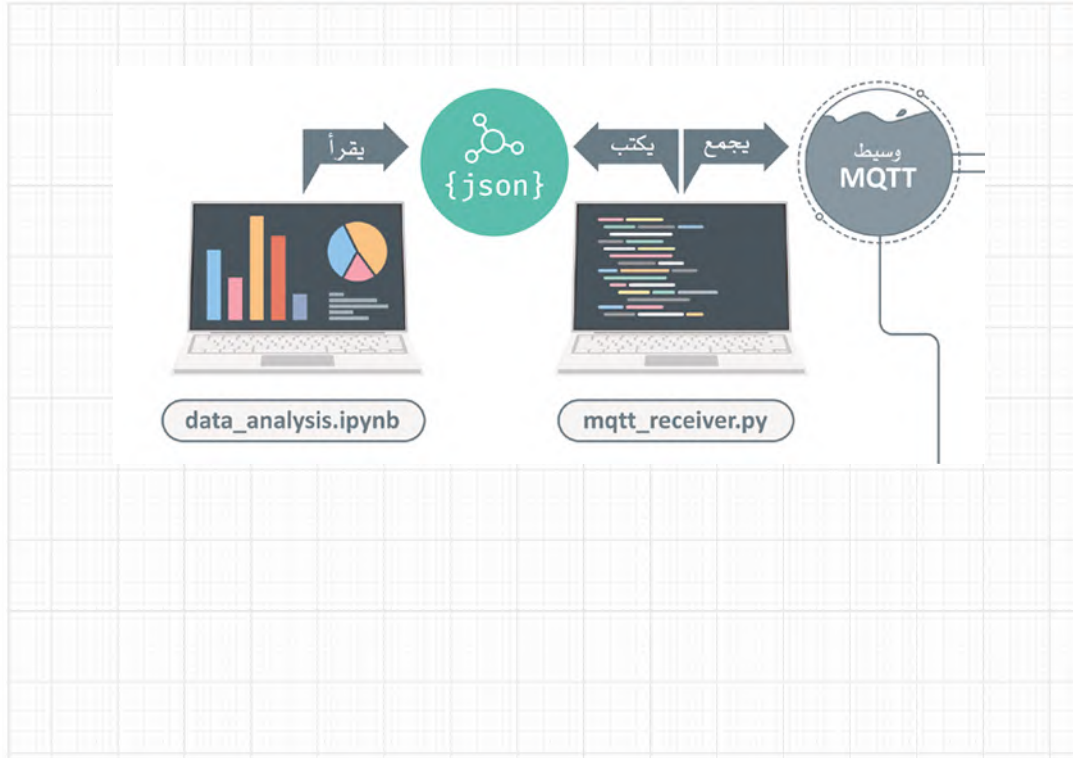 يقرأ
{json}
يكتب
يجمع
وسيط
MQTT
data_analysis.ipynb
mqtt_receiver.py